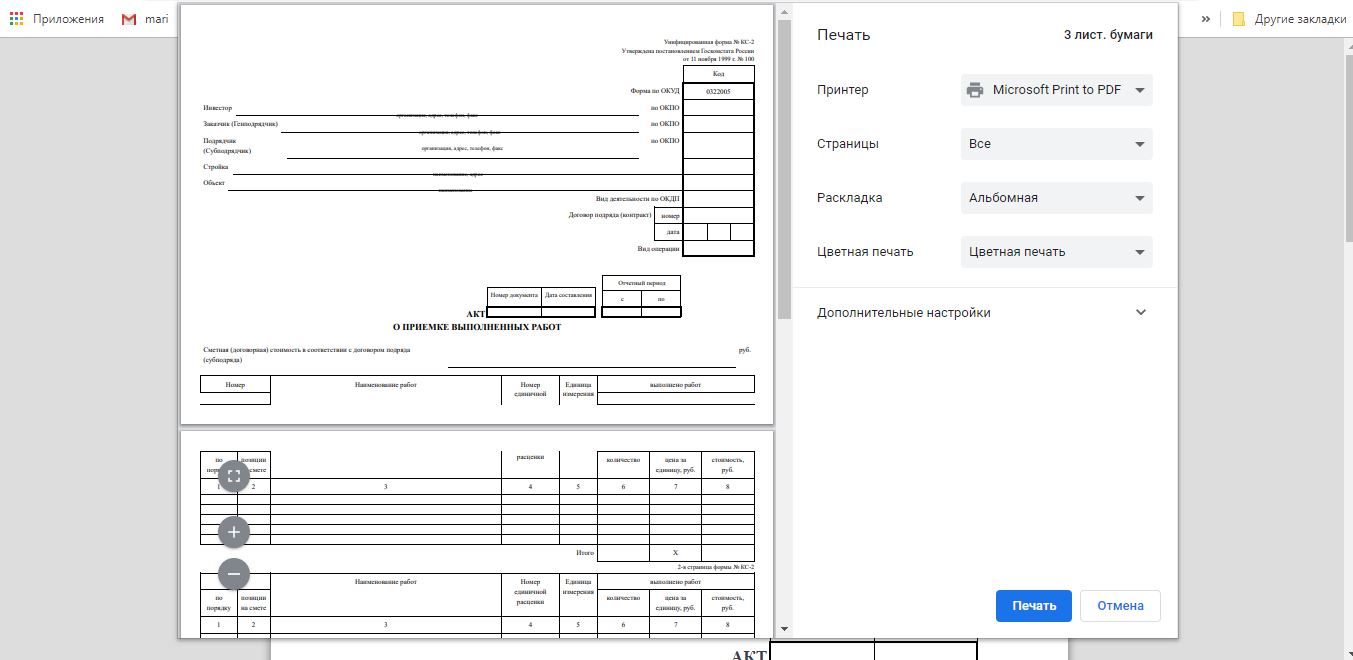 Приложения
mari
»
Другие закладки
Унифицированная форма № КС-2
Утверждена постановлением Госкомстата России
от 11 ноября 1999 г. № 100
Код
Форма по ОКУД
0322005
Инвестор
по ОКПО
организация, адрес, телефон, факс
Заказчик (Генподрядчик)
по ОКПО
организация, адрес, телефон, факс
Подрядчик
по ОКПО
(Субподрядчик)
организация, адрес, телефон, факс
Стройка
наименование, адрес
Объект
наименование
Вид деятельности по ОКДП
Договор подряда (контракт)
номер
дата
Вид операции
Номер документа
Дата составления
Отчетный период
с
по
АКТ
О ПРИЕМКЕ ВЫПОЛНЕННЫХ РАБОТ
Сметная (договорная) стоимость в соответствии с договором подряда
(субподряда)
руб.
Номер
Наименование работ
Номер
единичной
Единица
измерения
выполнено работ
по
позиции
смете
расценки
количество
цена за
единицу, руб.
стоимость,
руб.
1
2
3
4
5
6
7
8
Итого
X
2-я страница формы № КС-2
Наименование работ
Номер
единичной
расценки
Единица
измерения
выполнено работ
по
порядку
позиции
на смете
количество
цена за
единицу, руб.
стоимость,
руб.
1
2
3
4
5
6
7
8
Печать
3 лист. бумаги
Принтер
Microsoft Print to PDF
Страницы
Все
Раскладка
Альбомная
Цветная печать
Цветная печать
Дополнительные настройки
Печать
Отмена
АКТ